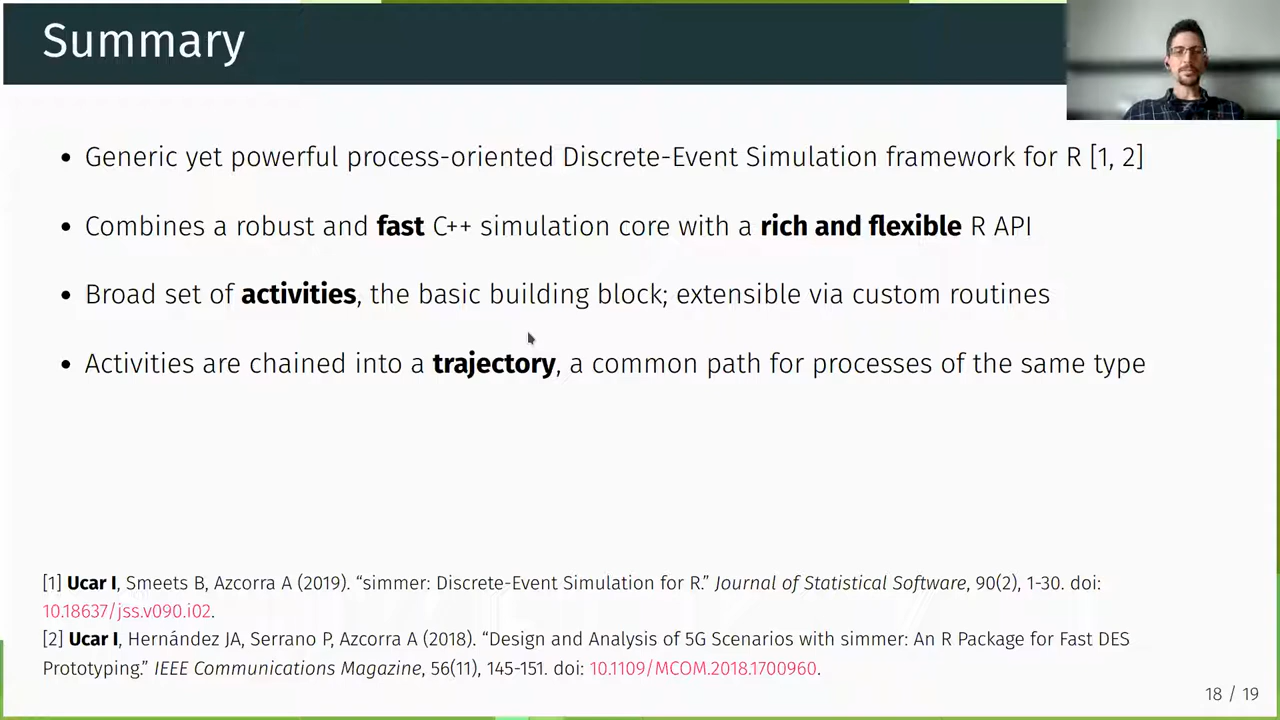 Summary
• Generic yet powerful process-oriented Discrete-Event Simulation framework for R [1, 2]
• Combines a robust and fast C++ simulation core with a rich and flexible R API
• Broad set of activities, the basic building block; extensible via custom routines
• Activities are chained into a trajectory, a common path for processes of the same type
[1] Ucar I, Smeets B, Azcorra A (2019). “simmer: Discrete-Event Simulation for R.” Journal of Statistical Software, 90(2), 1-30. doi:
10.18637/jss.v090.i02.
[2] Ucar I, Hernández JA, Serrano P, Azcorra A (2018). “Design and Analysis of 5G Scenarios with simmer: An R Package for Fast DES
Prototyping.” IEEE Communications Magazine, 56(11), 145-151. doi: 10.1109/MCOM.2018.1700960.
18 / 19